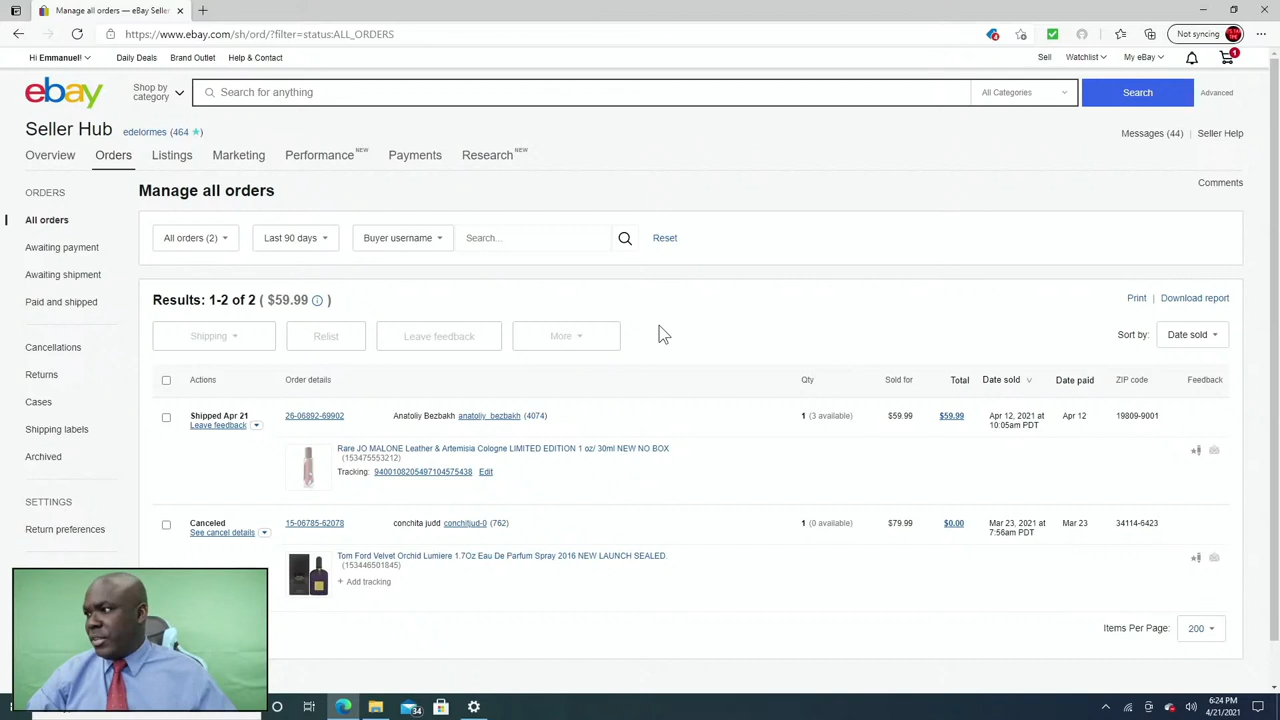 Manage all orders — eBay Seller
https://www.ebay.com/sh/ord/?filter=status:ALL_ORDERS
Not syncing
Hi Emmanuel!
Daily Deals
Brand Outlet
Help & Contact
Sell
Watchlist
My eBay
1
ebay
Shop by category
Search for anything
All Categories
Search
Advanced
Seller Hub
edelormes (464 ★)
Messages (44)
Seller Help
Overview
Orders
Listings
Marketing
Performance NEW
Payments
Research NEW
Comments
ORDERS
All orders
Awaiting payment
Awaiting shipment
Paid and shipped
Cancellations
Returns
Cases
Shipping labels
Archived
SETTINGS
Return preferences
Manage all orders
All orders (2)
Last 90 days
Buyer username
Search...
Reset
Results: 1-2 of 2 ( $59.99 )
Print | Download report
Shipping
Relist
Leave feedback
More
Sort by:
Date sold
Actions
Order details
Qty
Sold for
Total
Date sold
Date paid
ZIP code
Feedback
Shipped Apr 21
Leave feedback
26-06892-69902
Anatoliy Bezbakh anatoliy_bezbakh (4074)
1 (3 available)
$59.99
$59.99
Apr 12, 2021 at
10:05am PDT
Apr 12
19809-9001
Rare JO MALONE Leather & Artemisia Cologne LIMITED EDITION 1 oz/ 30ml NEW NO BOX
(153475553212)
Tracking: 9400108205497104575438 Edit
Canceled
See cancel details
15-06785-62078
conchita judd conchitjud-0 (762)
1 (0 available)
$79.99
$0.00
Mar 23, 2021 at
7:56am PDT
Mar 23
34114-6423
Tom Ford Velvet Orchid Lumiere 1.7Oz Eau De Parfum Spray 2016 NEW LAUNCH SEALED.
(153446501845)
+ Add tracking
Items Per Page:
200
34
6:24 PM
4/21/2021